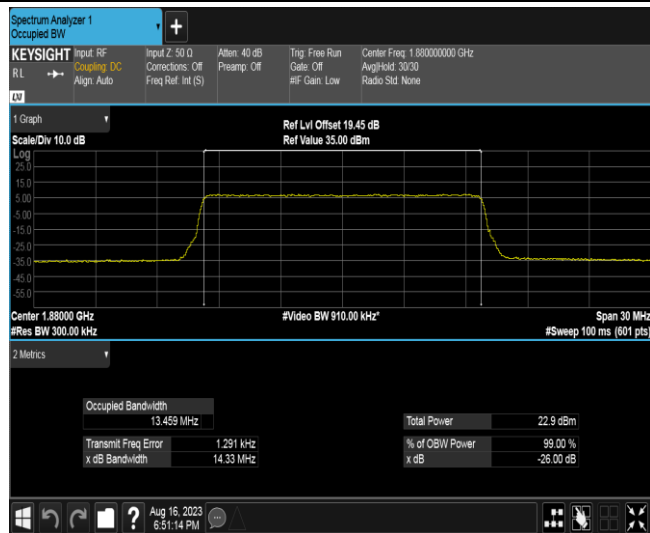 Spectrum Analyzer 1
Occupied BW
+
KEYSIGHT
R L
LXI
Input: RF
Coupling: DC
Align: Auto
Input Z: 50 Ω
Corrections: Off
Freq Ref: Int (S)
Atten: 40 dB
Preamp: Off
Trig: Free Run
Gate: Off
#IF Gain: Low
Center Freq: 1.880000000 GHz
Avg|Hold: 30/30
Radio Std: None
1 Graph
Scale/Div 10.0 dB
Ref Lvl Offset 19.45 dB
Ref Value 35.00 dBm
Log
25.0
15.0
5.00
-5.00
-15.0
-25.0
-35.0
-45.0
-55.0
Center 1.88000 GHz
#Res BW 300.00 kHz
#Video BW 910.00 kHz*
Span 30 MHz
#Sweep 100 ms (601 pts)
2 Metrics
Occupied Bandwidth
13.459 MHz
Total Power 22.9 dBm
Transmit Freq Error 1.291 kHz
% of OBW Power 99.00 %
x dB Bandwidth 14.33 MHz
x dB -26.00 dB
?
Aug 16, 2023
6:51:14 PM